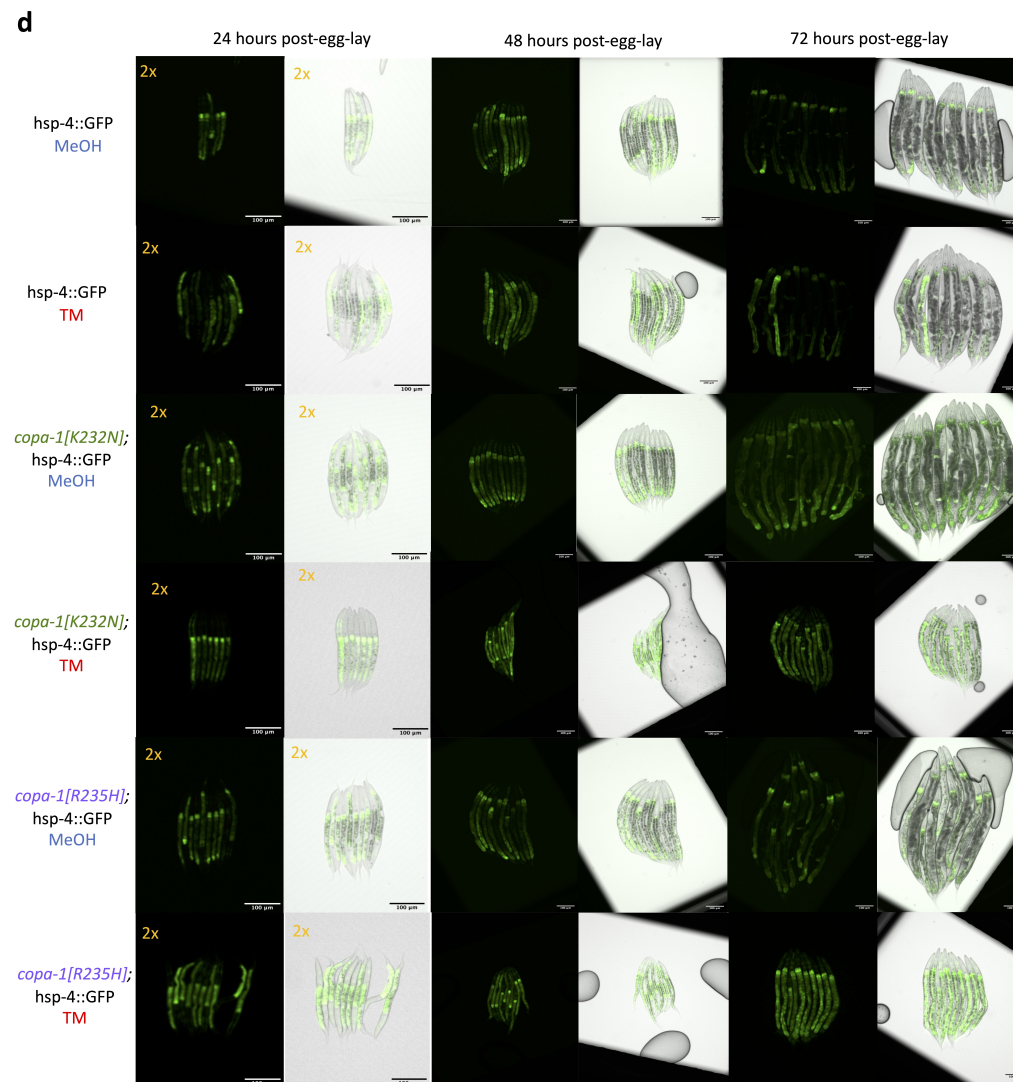 d
24 hours post-egg-lay
48 hours post-egg-lay
72 hours post-egg-lay
hsp-4::GFP
MeOH
2x
2x
100 µm
100 µm
hsp-4::GFP
TM
2x
2x
100 µm
100 µm
copa-1[K232N];
hsp-4::GFP
MeOH
2x
2x
100 µm
100 µm
copa-1[K232N];
hsp-4::GFP
TM
2x
2x
100 µm
100 µm
copa-1[R235H];
hsp-4::GFP
MeOH
2x
2x
100 µm
100 µm
copa-1[R235H];
hsp-4::GFP
TM
2x
2x